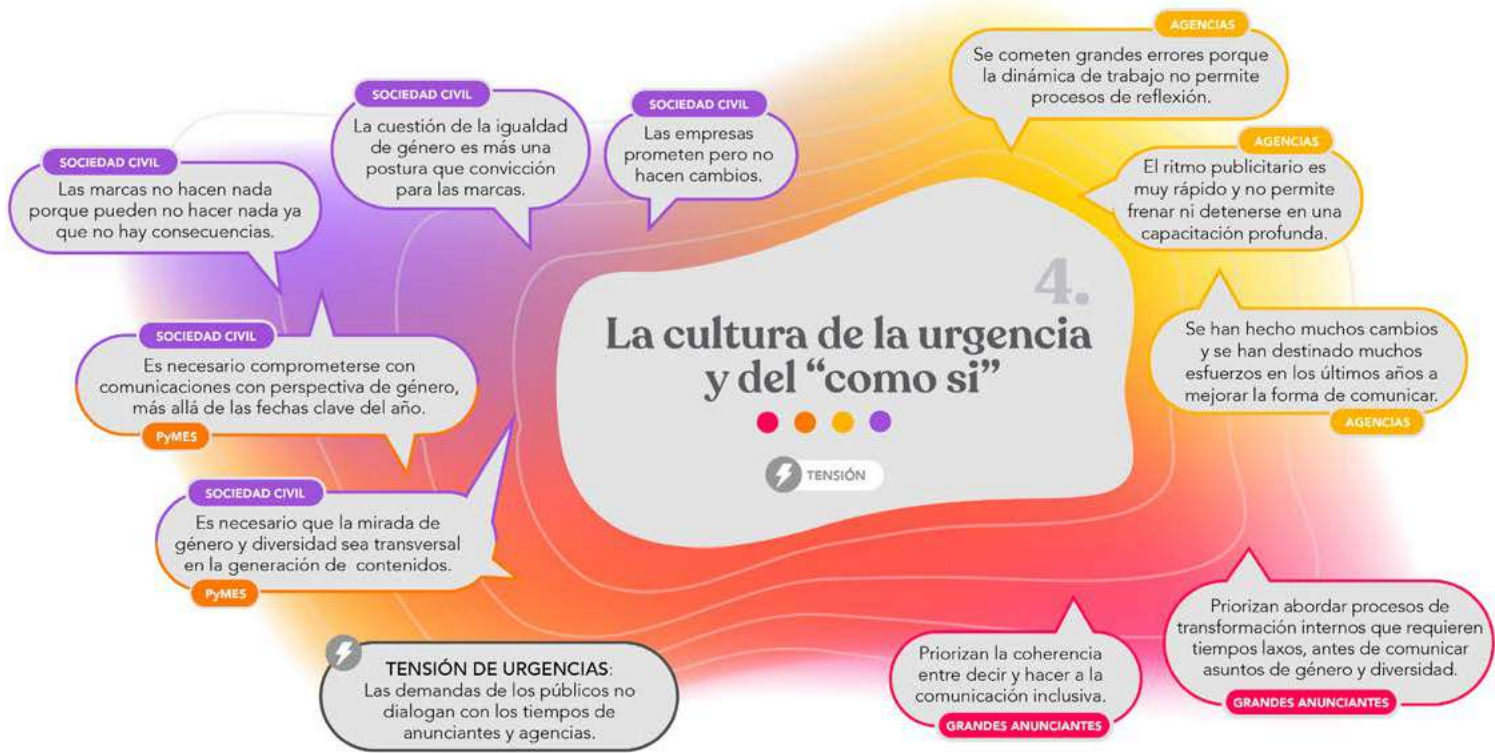 SOCIEDAD CIVIL
Las marcas no hacen nada
porque pueden no hacer nada ya
que no hay consecuencias.
SOCIEDAD CIVIL
La cuestión de la igualdad
de género es más una
postura que convicción
para las marcas.
SOCIEDAD CIVIL
Las empresas
prometen pero no
hacen cambios.
AGENCIAS
Se cometen grandes errores porque
la dinámica de trabajo no permite
procesos de reflexión.
AGENCIAS
El ritmo publicitario es
muy rápido y no permite
frenar ni detenerse en una
capacitación profunda.
4.
La cultura de la urgencia
y del “como si”
TENSIÓN
Se han hecho muchos cambios
y se han destinado muchos
esfuerzos en los últimos años a
mejorar la forma de comunicar.
AGENCIAS
SOCIEDAD CIVIL
Es necesario comprometerse con
comunicaciones con perspectiva de género,
más allá de las fechas clave del año.
PyMES
SOCIEDAD CIVIL
Es necesario que la mirada de
género y diversidad sea transversal
en la generación de contenidos.
PyMES
TENSIÓN DE URGENCIAS:
Las demandas de los públicos no
dialogan con los tiempos de
anunciantes y agencias.
Priorizan la coherencia
entre decir y hacer a la
comunicación inclusiva.
GRANDES ANUNCIANTES
Priorizan abordar procesos de
transformación internos que requieren
tiempos laxos, antes de comunicar
asuntos de género y diversidad.
GRANDES ANUNCIANTES